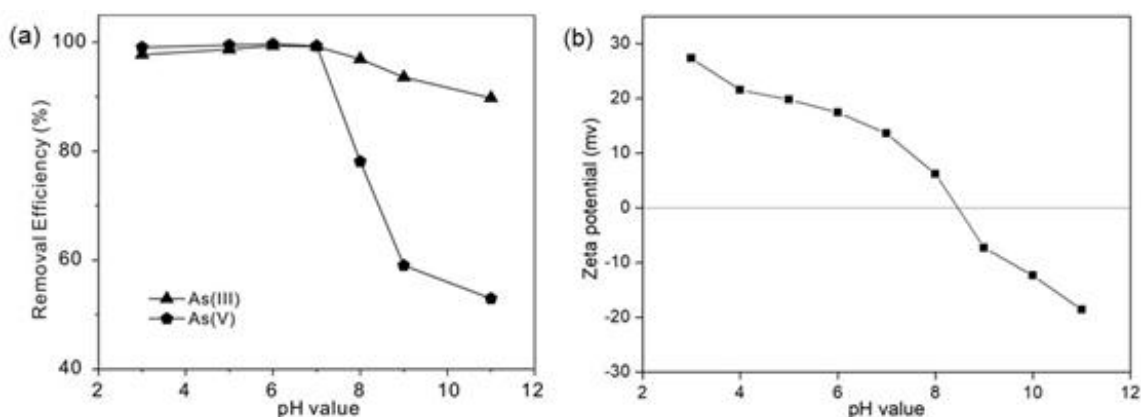 (a)
Removal Efficiency (%)
100
80
60
40
As(III)
As(V)
2 4 6 8 10 12
pH value
(b)
Zeta potential (mv)
30
20
10
0
-10
-20
-30
2 4 6 8 10 12
pH value